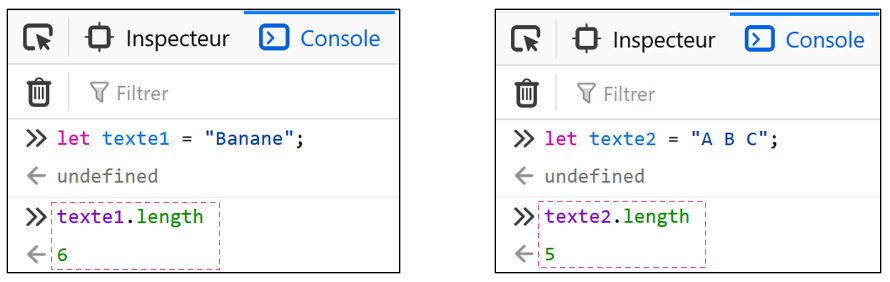 Inspecteur Console
Filtrer
>> let texte1 = "Banane";
← undefined
>> texte1.length
← 6
Inspecteur Console
Filtrer
>> let texte2 = "A B C";
← undefined
>> texte2.length
← 5